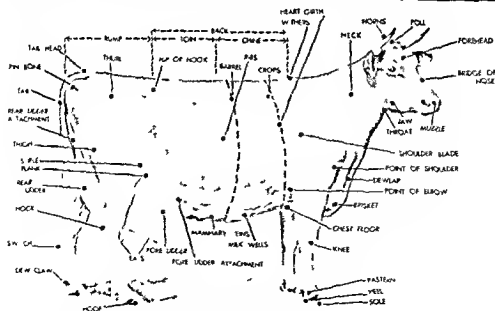 HEART GIRTH
WITHERS
HORNS
POLL
BACK
RUMP
LOIN
CHINE
NECK
FOREHEAD
TAIL HEAD
THURL
HIP OR HOOK
BARREL
RIBS
CROPS
BRIDGE OF
NOSE
PIN BONE
TAIL
REAR UDDER
ATTACHMENT
JAW
THROAT
MUZZLE
THIGH
SHOULDER BLADE
STIFLE
FLANK
POINT OF SHOULDER
DEWLAP
REAR
UDDER
POINT OF ELBOW
BRISKET
HOCK
MAMMARY VEINS
MILK WELLS
CHEST FLOOR
FORE UDDER
KNEE
SWITCH
TEATS
FORE UDDER ATTACHMENT
DEW CLAW
PASTERN
HEEL
HOOF
SOLE